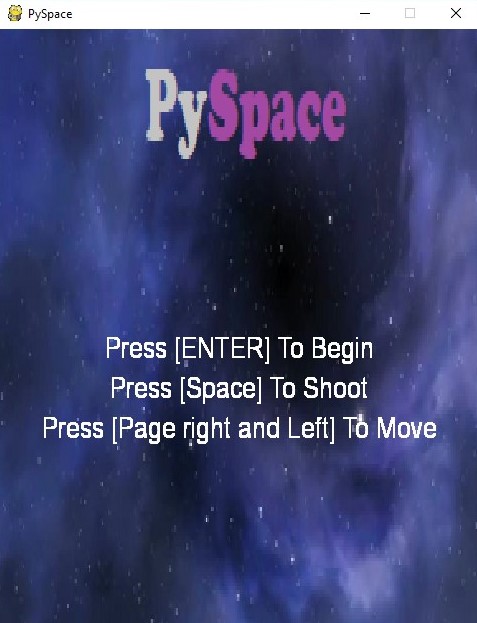 PySpace
PySpace
Press [ENTER] To Begin
Press [Space] To Shoot
Press [Page right and Left] To Move